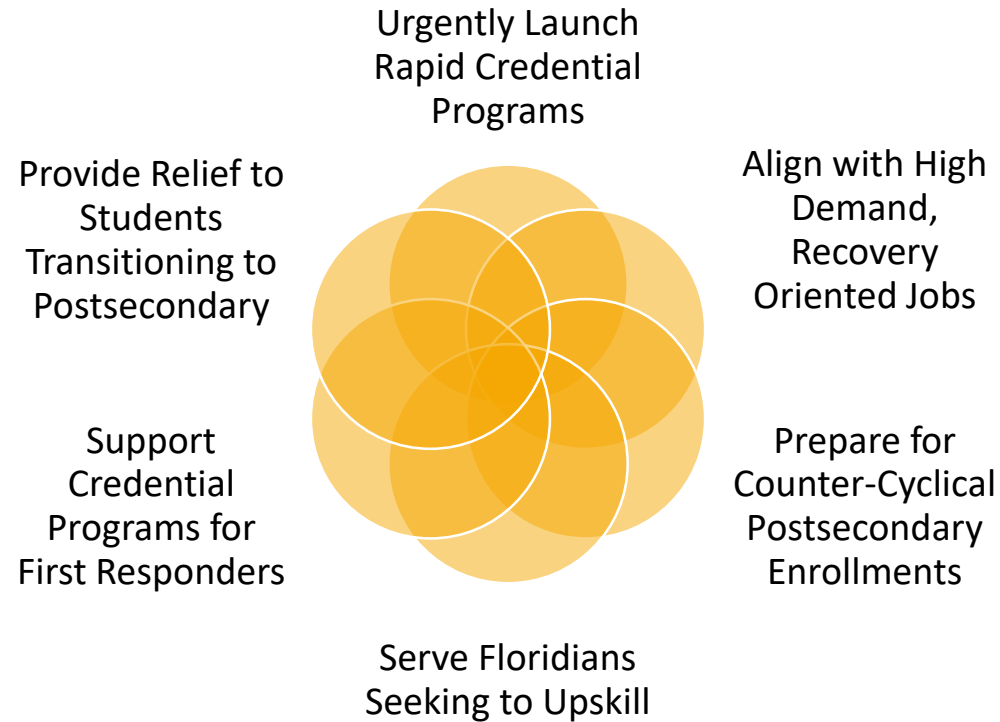 Urgently Launch
Rapid Credential
Programs
Align with High
Demand,
Recovery
Oriented Jobs
Prepare for
Counter-Cyclical
Postsecondary
Enrollments
Serve Floridians
Seeking to Upskill
Support
Credential
Programs for
First Responders
Provide Relief to
Students
Transitioning to
Postsecondary